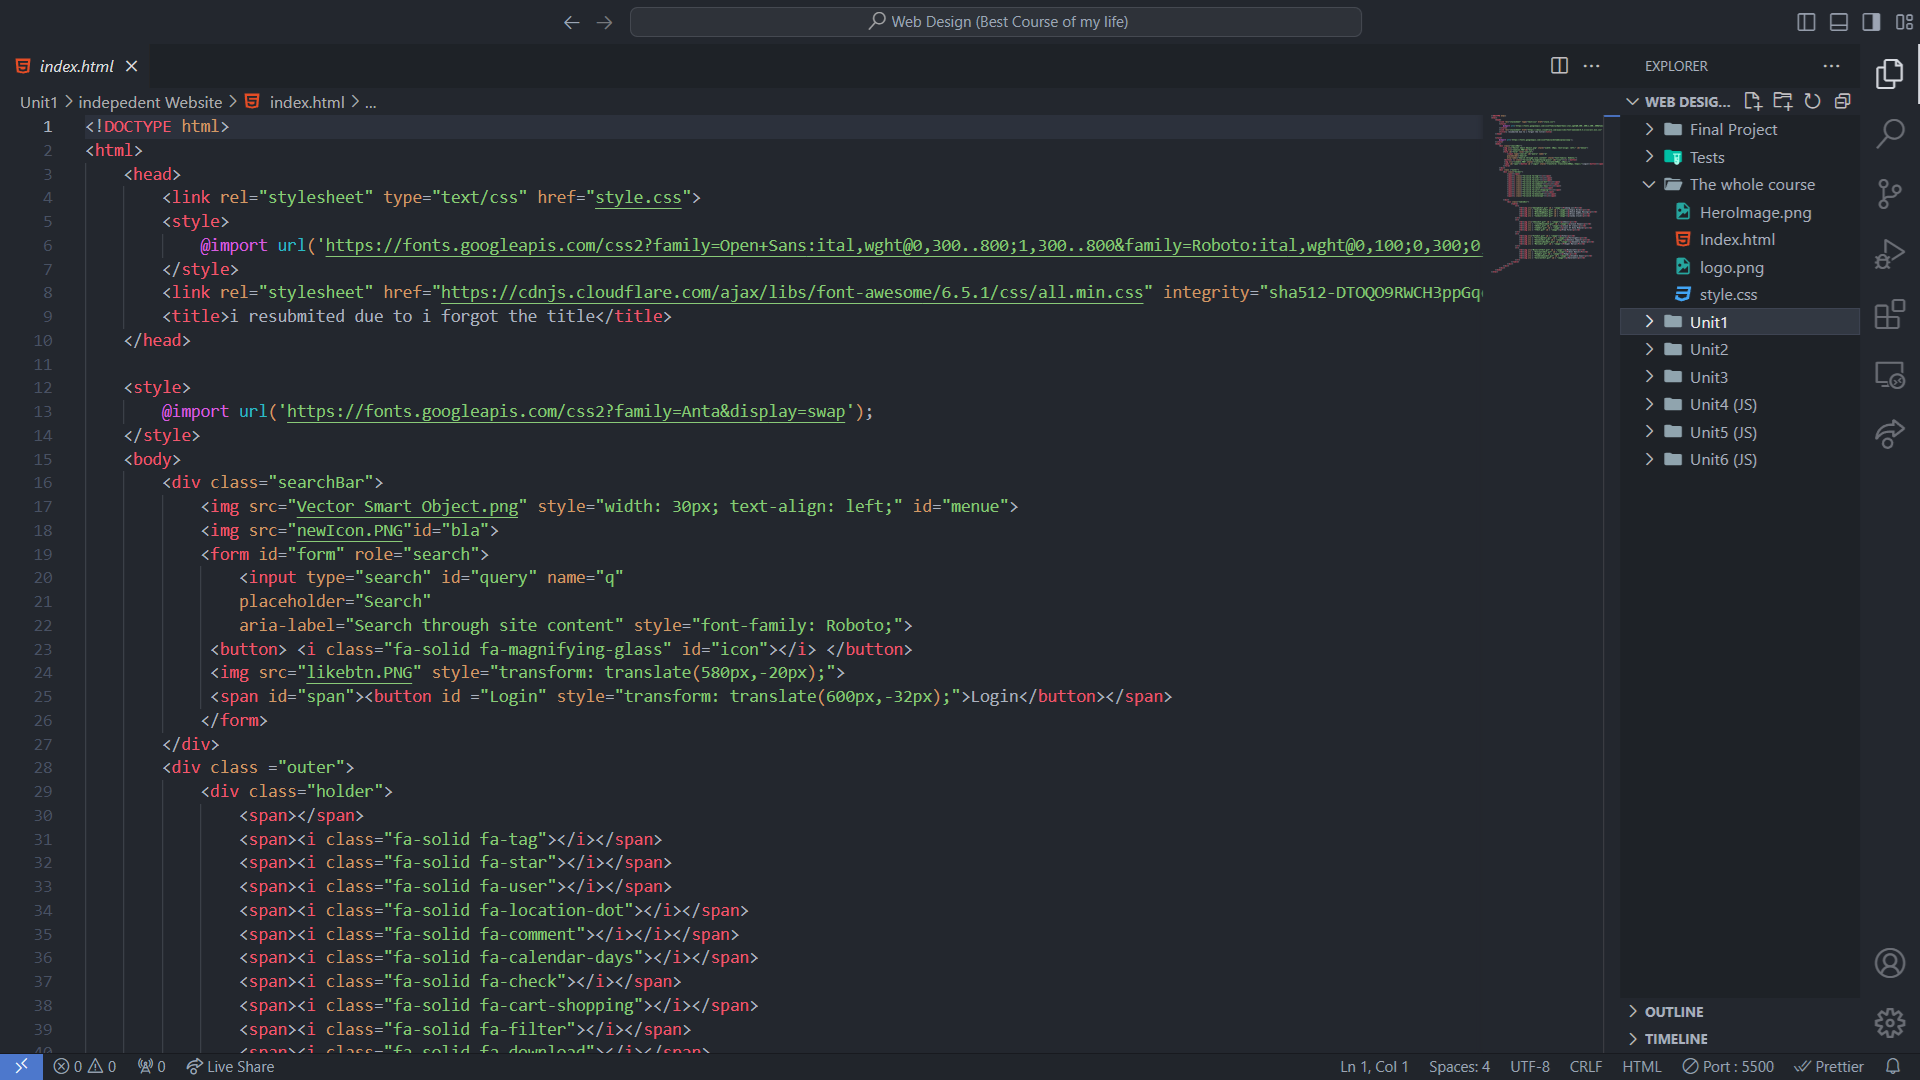 Web Design (Best Course of my life)
index.html
EXPLORER
Unit1 > indepedent Website > index.html > ...
WEB DESIG...
1 <!DOCTYPE html>
2 <html>
3 <head>
4 <link rel="stylesheet" type="text/css" href="style.css">
5 <style>
6 @import url('https://fonts.googleapis.com/css2?family=Open+Sans:ital,wght@0,300..800;1,300..800&family=Roboto:ital,wght@0,100;0,300;0
7 </style>
8 <link rel="stylesheet" href="https://cdnjs.cloudflare.com/ajax/libs/font-awesome/6.5.1/css/all.min.css" integrity="sha512-DTOQO9RWCH3ppGq
9 <title>i resubmited due to i forgot the title</title>
10 </head>
11
12 <style>
13 @import url('https://fonts.googleapis.com/css2?family=Anta&display=swap');
14 </style>
15 <body>
16 <div class="searchBar">
17 <img src="Vector Smart Object.png" style="width: 30px; text-align: left;" id="menue">
18 <img src="newIcon.PNG"id="bla">
19 <form id="form" role="search">
20 <input type="search" id="query" name="q"
21 placeholder="Search"
22 aria-label="Search through site content" style="font-family: Roboto;">
23 <button> <i class="fa-solid fa-magnifying-glass" id="icon"></i> </button>
24 <img src="likebtn.PNG" style="transform: translate(580px,-20px);">
25 <span id="span"><button id ="Login" style="transform: translate(600px,-32px);">Login</button></span>
26 </form>
27 </div>
28 <div class ="outer">
29 <div class="holder">
30 <span></span>
31 <span><i class="fa-solid fa-tag"></i></span>
32 <span><i class="fa-solid fa-star"></i></span>
33 <span><i class="fa-solid fa-user"></i></span>
34 <span><i class="fa-solid fa-location-dot"></i></span>
35 <span><i class="fa-solid fa-comment"></i></i></span>
36 <span><i class="fa-solid fa-calendar-days"></i></span>
37 <span><i class="fa-solid fa-check"></i></span>
38 <span><i class="fa-solid fa-cart-shopping"></i></span>
39 <span><i class="fa-solid fa-filter"></i></span>
40 <span><i class="fa-solid fa-download"></i></span>
Final Project
Tests
The whole course
HeroImage.png
Index.html
logo.png
style.css
Unit1
Unit2
Unit3
Unit4 (JS)
Unit5 (JS)
Unit6 (JS)
OUTLINE
TIMELINE
0 0 0 Live Share
Ln 1, Col 1 Spaces: 4 UTF-8 CRLF HTML Port : 5500 Prettier